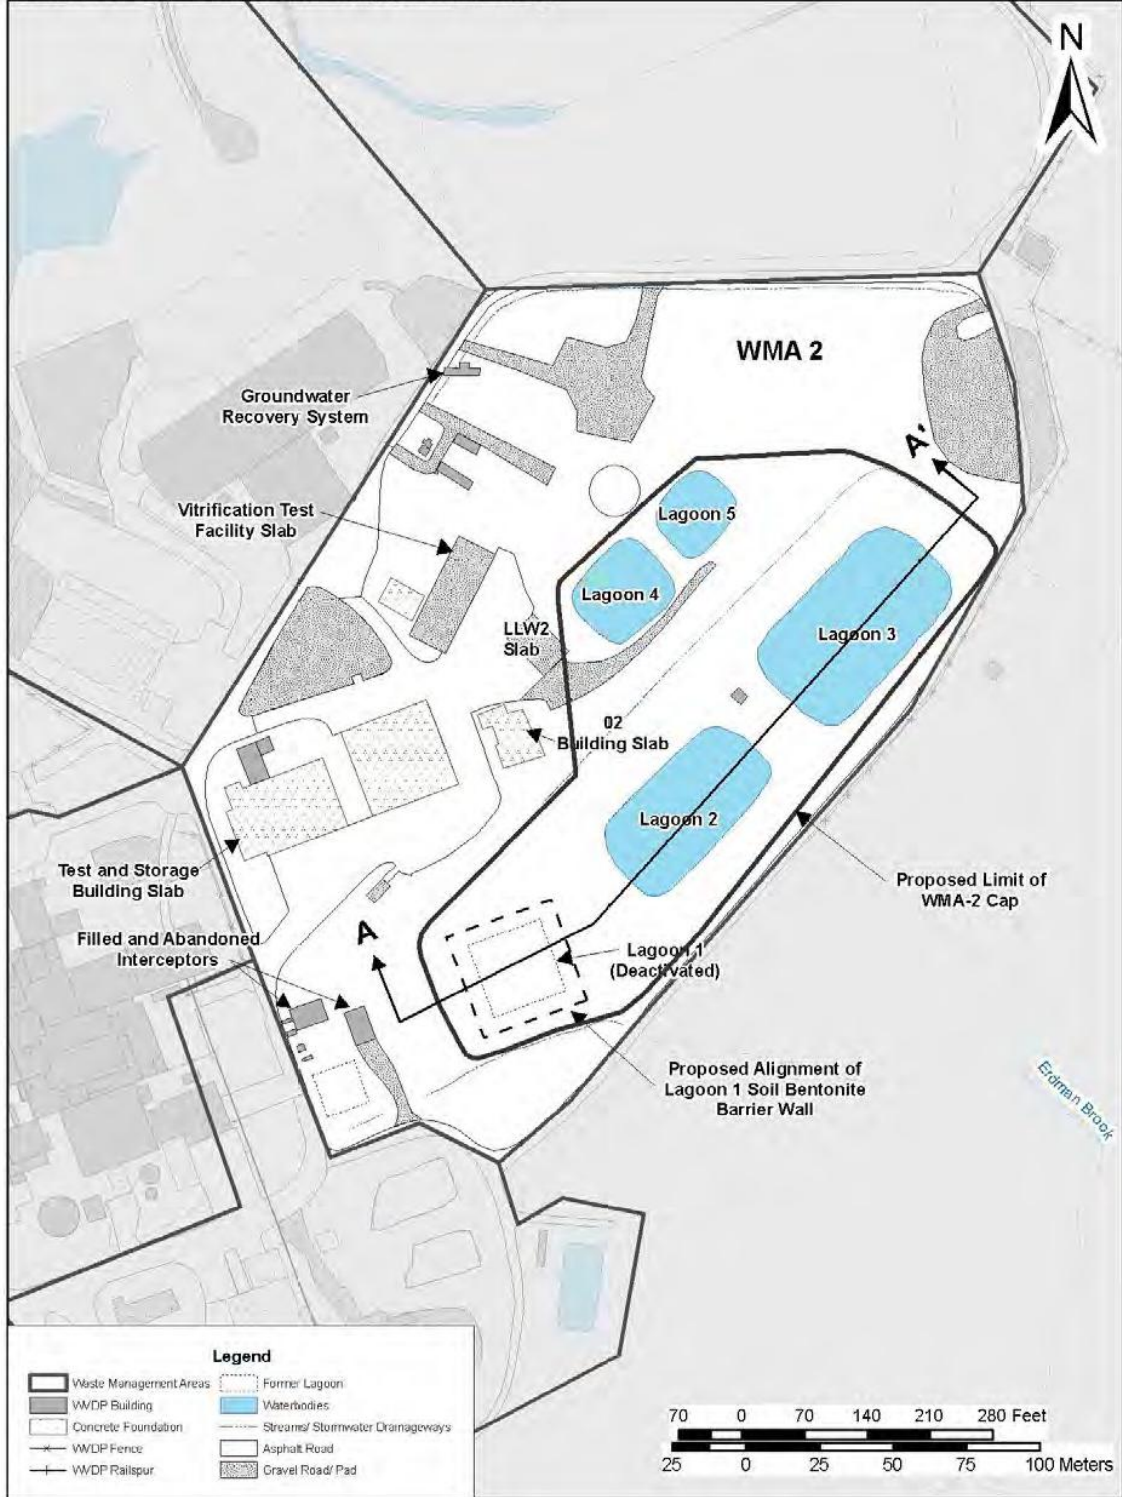 N
WMA 2
Groundwater
Recovery System
A'
Vitrification Test
Facility Slab
Lagoon 5
Lagoon 4
LLW2
Slab
Lagoon 3
02
Building Slab
Lagoon 2
Test and Storage
Building Slab
Proposed Limit of
WMA-2 Cap
A
Filled and Abandoned
Interceptors
Lagoon 1
(Deactivated)
Proposed Alignment of
Lagoon 1 Soil Bentonite
Barrier Wall
Erdman Brook
Legend
Waste Management Areas
Former Lagoon
WVDP Building
Waterbodies
Concrete Foundation
Streams/ Stormwater Drainageways
WVDP Fence
Asphalt Road
WVDP Railspur
Gravel Road/ Pad
70 0 70 140 210 280 Feet
25 0 25 50 75 100 Meters